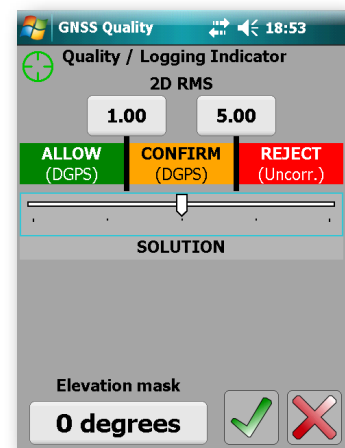 GNSS Quality 18:53
Quality / Logging Indicator
2D RMS
1.00 5.00
ALLOW CONFIRM REJECT
(DGPS) (DGPS) (Uncorr.)
SOLUTION
Elevation mask
0 degrees